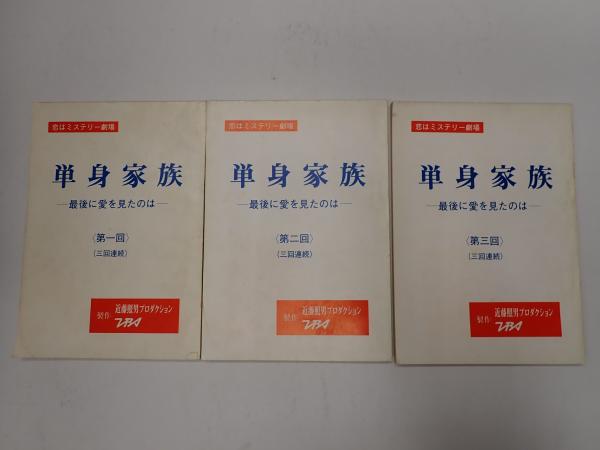 恋はミステリー劇場
単身家族
―最後に愛を見たのは―
〈第一回〉
(三回連続)
製作 近藤照男プロダクション
恋はミステリー劇場
単身家族
―最後に愛を見たのは―
〈第二回〉
(三回連続)
製作 近藤照男プロダクション
恋はミステリー劇場
単身家族
―最後に愛を見たのは―
〈第三回〉
(三回連続)
製作 近藤照男プロダクション